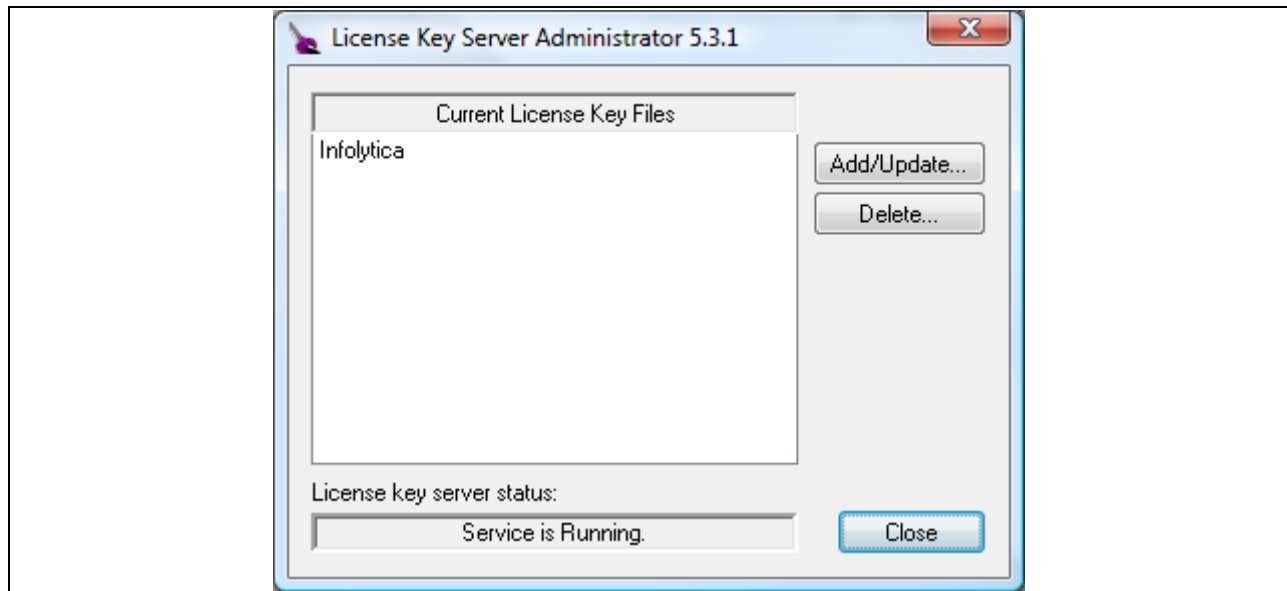 License Key Server Administrator 5.3.1
Current License Key Files
Infolytica
Add/Update...
Delete...
License key server status:
Service is Running.
Close